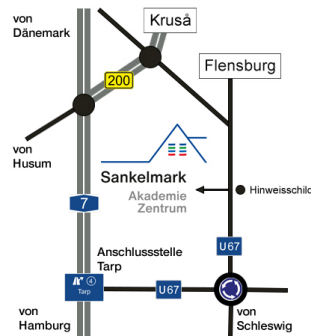 von
Dänemark
Kruså
200
Flensburg
von
Husum
Sankelmark
Akademie
Zentrum
Hinweisschild
7
U67
Anschlussstelle
Tarp
4
Tarp
U67
von
Hamburg
von
Schleswig